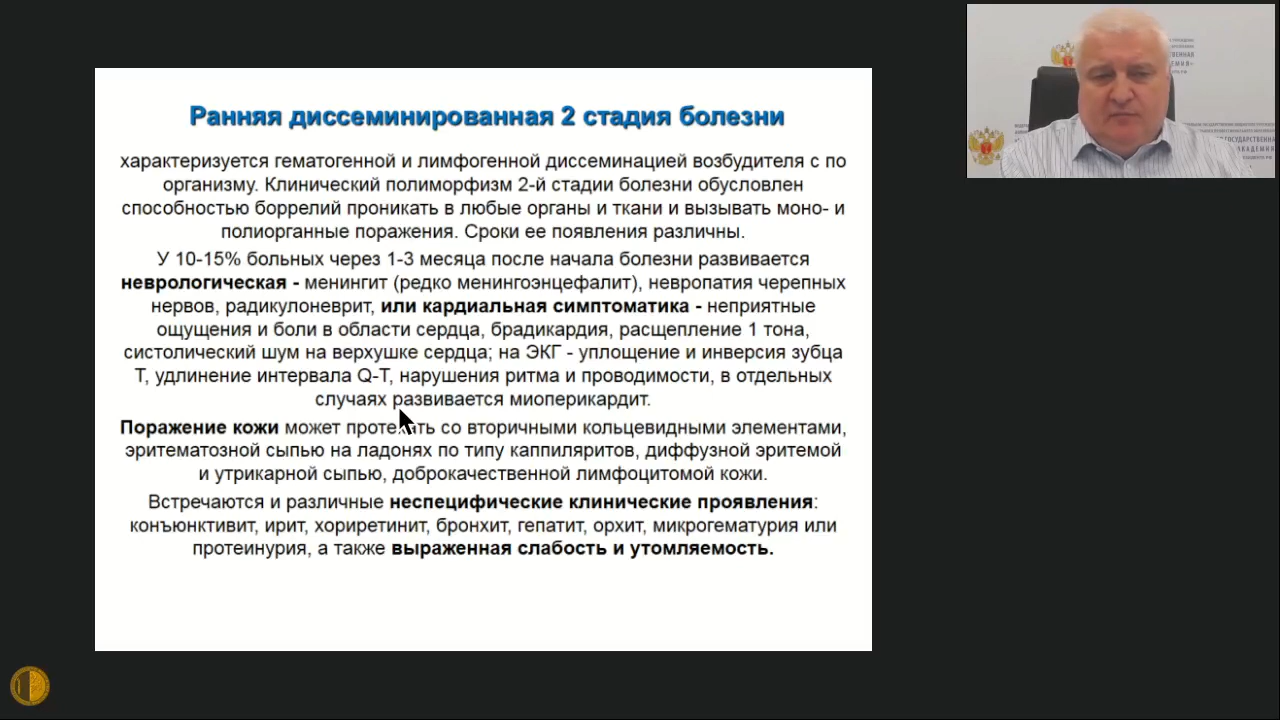 Ранняя диссеминированная 2 стадия болезни
характеризуется гематогенной и лимфогенной диссеминацией возбудителя с по
организму. Клинический полиморфизм 2-й стадии болезни обусловлен
способностью боррелий проникать в любые органы и ткани и вызывать моно- и
полиорганные поражения. Сроки ее появления различны.
У 10-15% больных через 1-3 месяца после начала болезни развивается
неврологическая - менингит (редко менингоэнцефалит), невропатия черепных
нервов, радикулоневрит, или кардиальная симптоматика - неприятные
ощущения и боли в области сердца, брадикардия, расщепление 1 тона,
систолический шум на верхушке сердца; на ЭКГ - уплощение и инверсия зубца
Т, удлинение интервала Q-T, нарушения ритма и проводимости, в отдельных
случаях развивается миоперикардит.
Поражение кожи может протекать со вторичными кольцевидными элементами,
эритематозной сыпью на ладонях по типу каппиляритов, диффузной эритемой
и утрикарной сыпью, доброкачественной лимфоцитомой кожи.
Встречаются и различные неспецифические клинические проявления:
конъюнктивит, ирит, хориретинит, бронхит, гепатит, орхит, микрогематурия или
протеинурия, а также выраженная слабость и утомляемость.